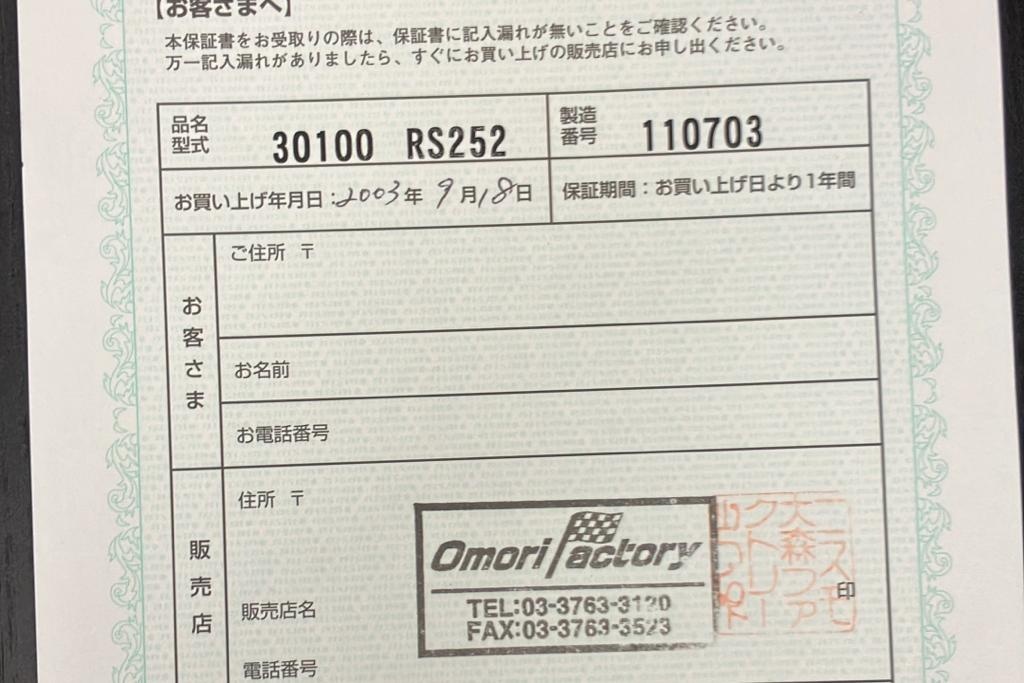 【お客さまへ】
本保証書をお受取りの際は、保証書に記入漏れが無いことをご確認ください。
万一記入漏れがありましたら、すぐにお買い上げの販売店にお申し出ください。
品名
型式
30100 RS252
製造
番号
110703
お買い上げ年月日:2003年 9月18日
保証期間:お買い上げ日より1年間
お客さま
ご住所 〒
お名前
お電話番号
販売店
住所 〒
Omori Factory
TEL:03-3763-3120
FAX:03-3763-3523
大森ファ
クトリー
印
販売店名
電話番号